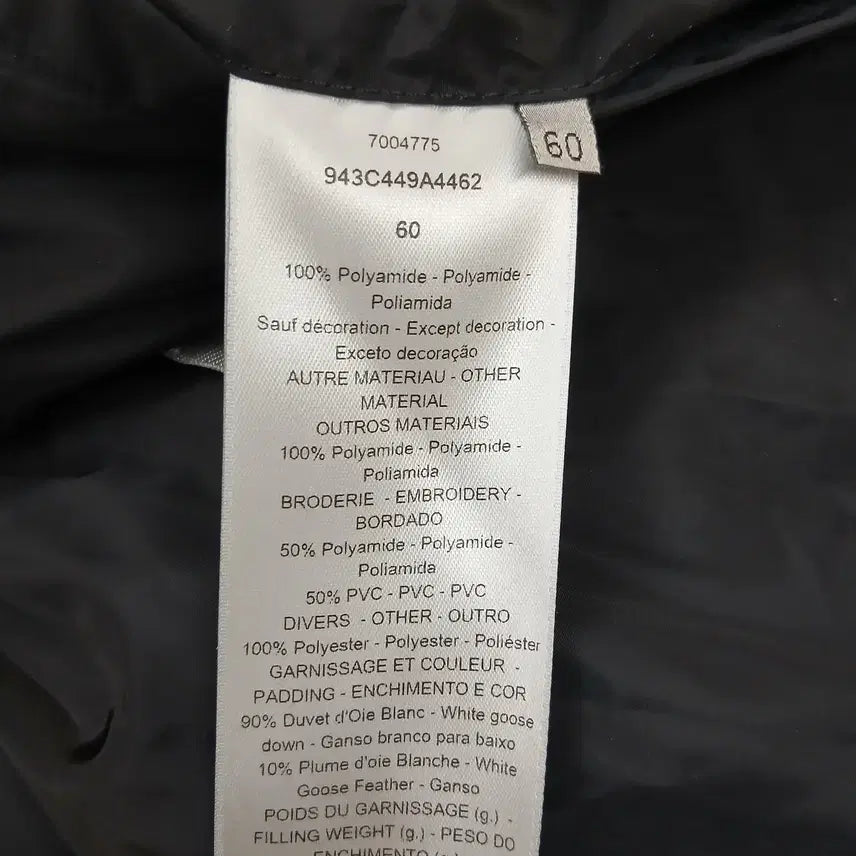 7004775
60
943C449A4462
60
100% Polyamide - Polyamide -
Poliamida
Sauf décoration - Except decoration -
Exceto decoração
AUTRE MATERIAU - OTHER
MATERIAL
OUTROS MATERIAIS
100% Polyamide - Polyamide -
Poliamida
BRODERIE - EMBROIDERY -
BORDADO
50% Polyamide - Polyamide -
Poliamida
50% PVC - PVC - PVC
DIVERS - OTHER - OUTRO
100% Polyester - Polyester - Poliéster
GARNISSAGE ET COULEUR -
PADDING - ENCHIMENTO E COR
90% Duvet d'Oie Blanc - White goose
down - Ganso branco para baixo
10% Plume d'oie Blanche - White
Goose Feather - Ganso
POIDS DU GARNISSAGE (g.) -
FILLING WEIGHT (g.) - PESO DO
ENCHIMENTO